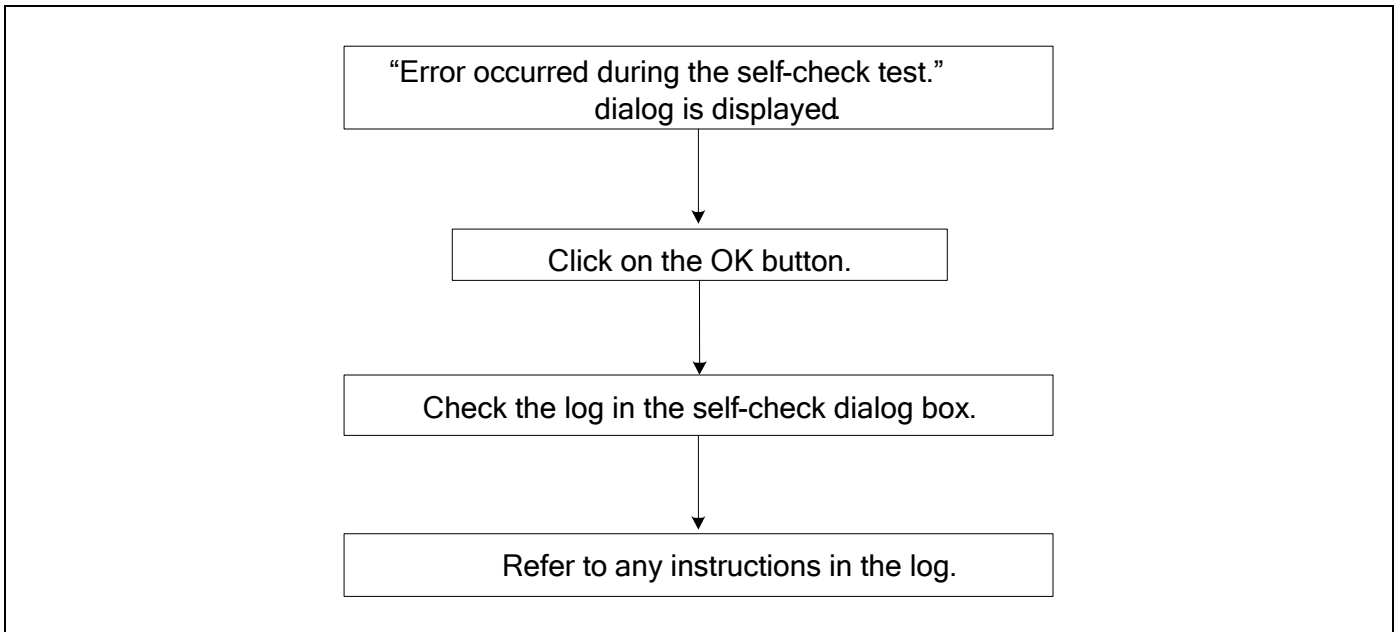 “Error occurred during the self-check test.”
dialog is displayed.
Click on the OK button.
Check the log in the self-check dialog box.
Refer to any instructions in the log.